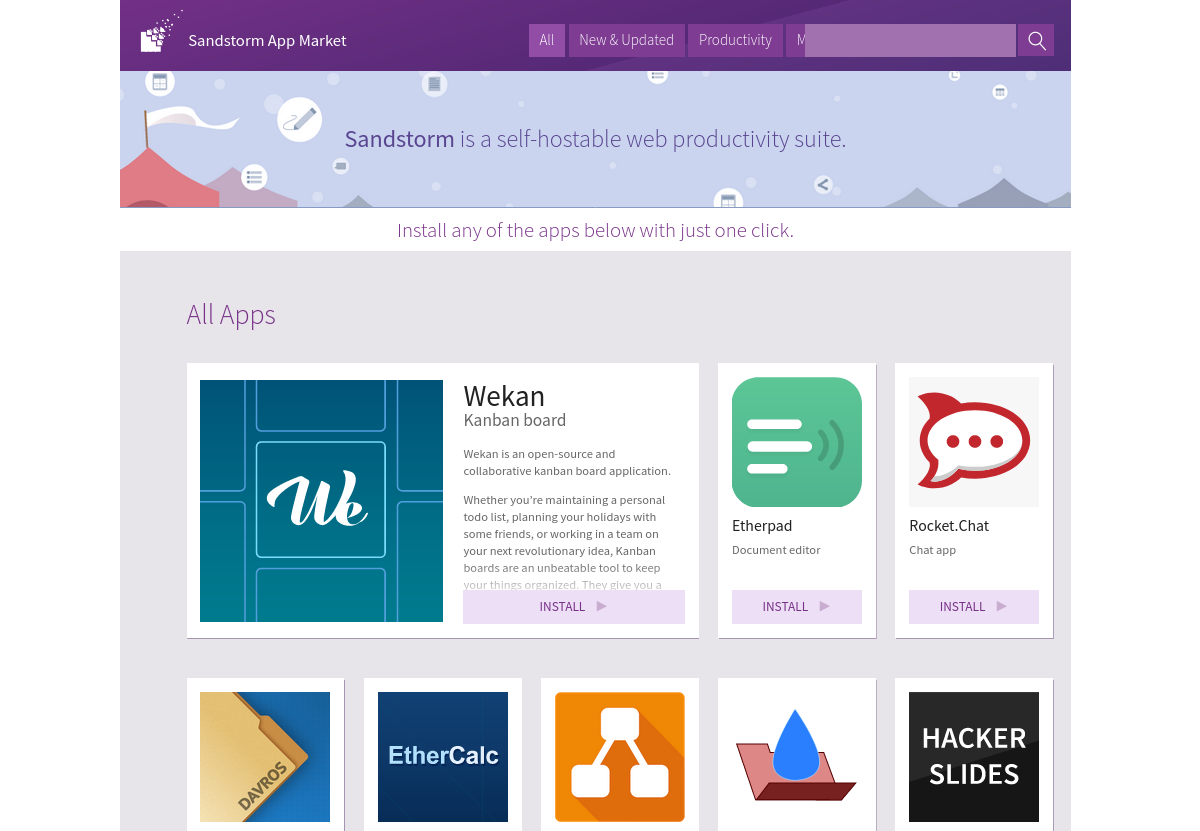 Sandstorm App Market
All
New & Updated
Productivity
M
Sandstorm is a self-hostable web productivity suite.
Install any of the apps below with just one click.
All Apps
We
Wekan
Kanban board
Wekan is an open-source and
collaborative kanban board application.
Whether you’re maintaining a personal
todo list, planning your holidays with
some friends, or working in a team on
your next revolutionary idea, Kanban
boards are an unbeatable tool to keep
your things organized. They give you a
INSTALL
Etherpad
Document editor
INSTALL
Rocket.Chat
Chat app
INSTALL
DAVROS
EtherCalc
HACKER
SLIDES